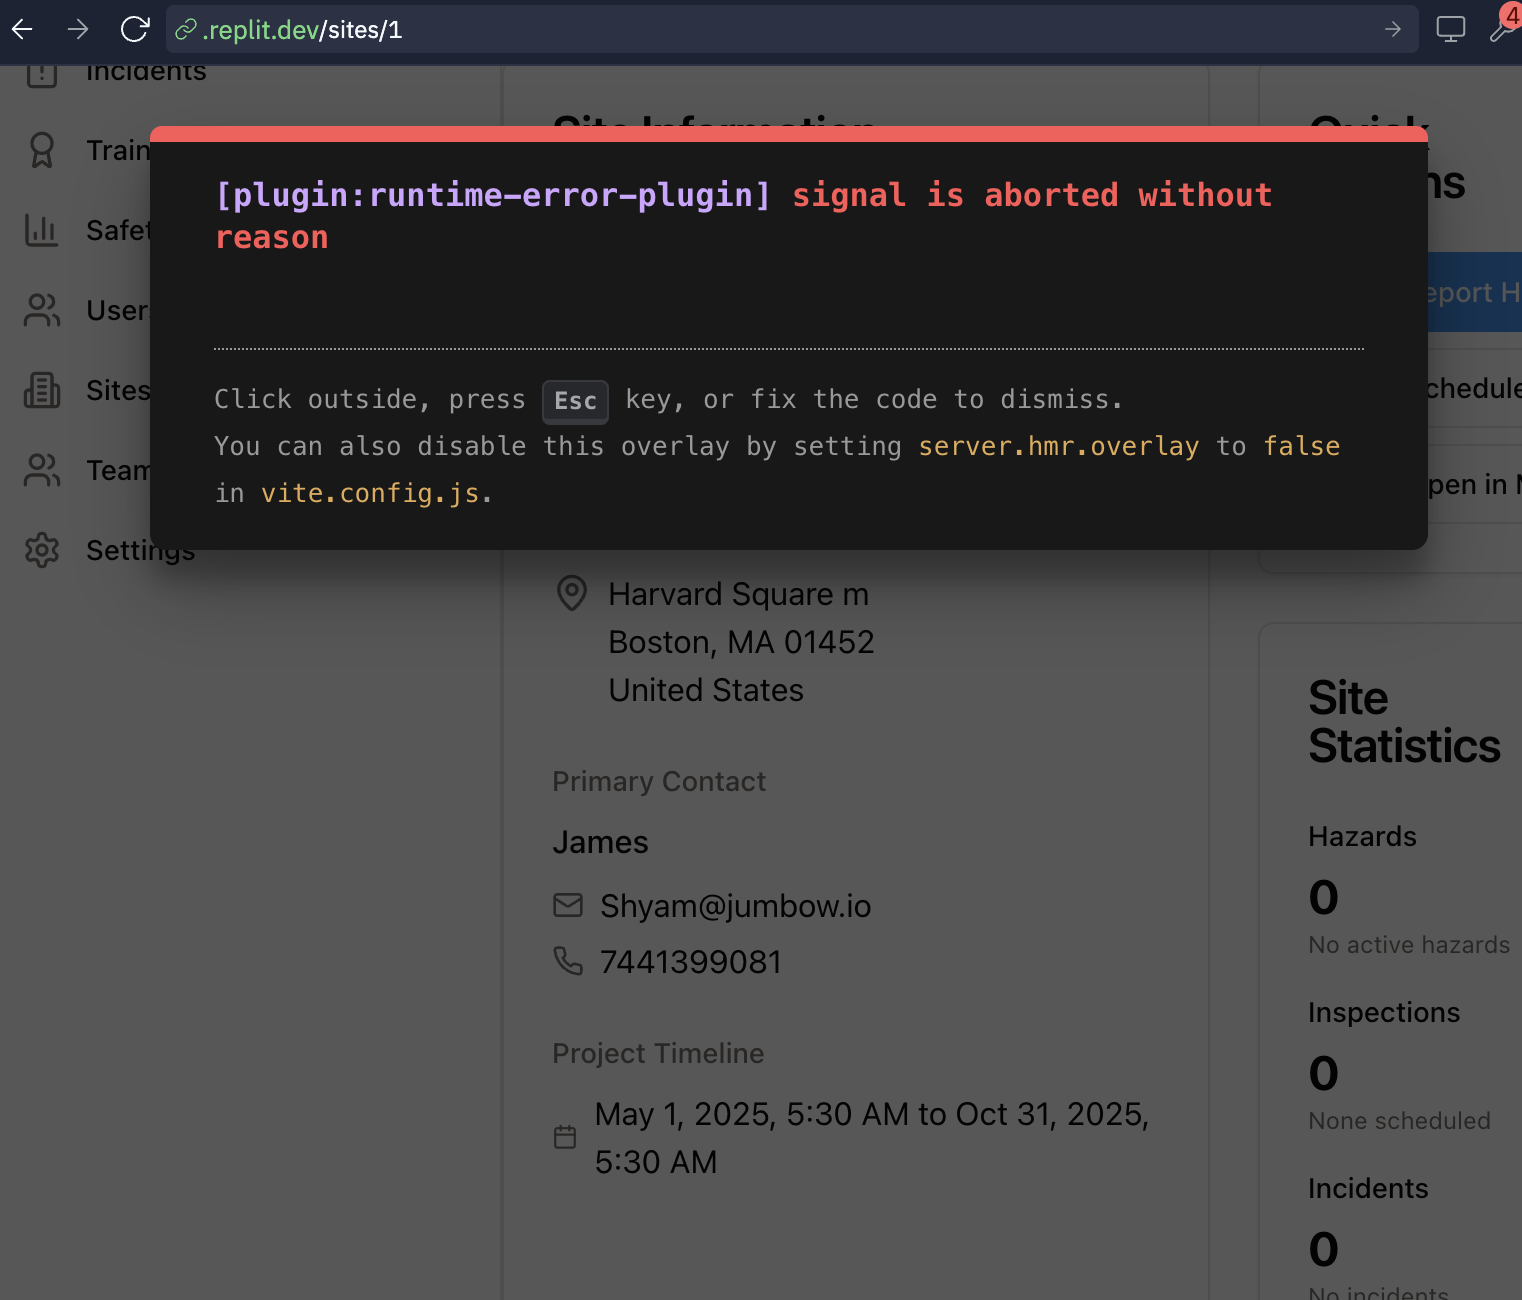 .replit.dev/sites/1
4
Incidents
Site Information
Quick
Train
[plugin:runtime-error-plugin] signal is aborted without
reason
Safet
User
eport H
Sites
Click outside, press Esc key, or fix the code to dismiss.
chedule
You can also disable this overlay by setting server.hmr.overlay to false
Team
in vite.config.js.
pen in M
Settings
Harvard Square m
Boston, MA 01452
United States
Primary Contact
James
Shyam@jumbow.io
7441399081
Project Timeline
May 1, 2025, 5:30 AM to Oct 31, 2025,
5:30 AM
Site
Statistics
Hazards
0
No active hazards
Inspections
0
None scheduled
Incidents
0
No incidents